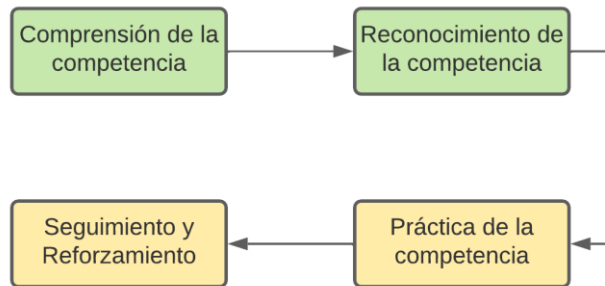 Comprensión de la
competencia
Reconocimiento de
la competencia
Práctica de la
competencia
Seguimiento y
Reforzamiento